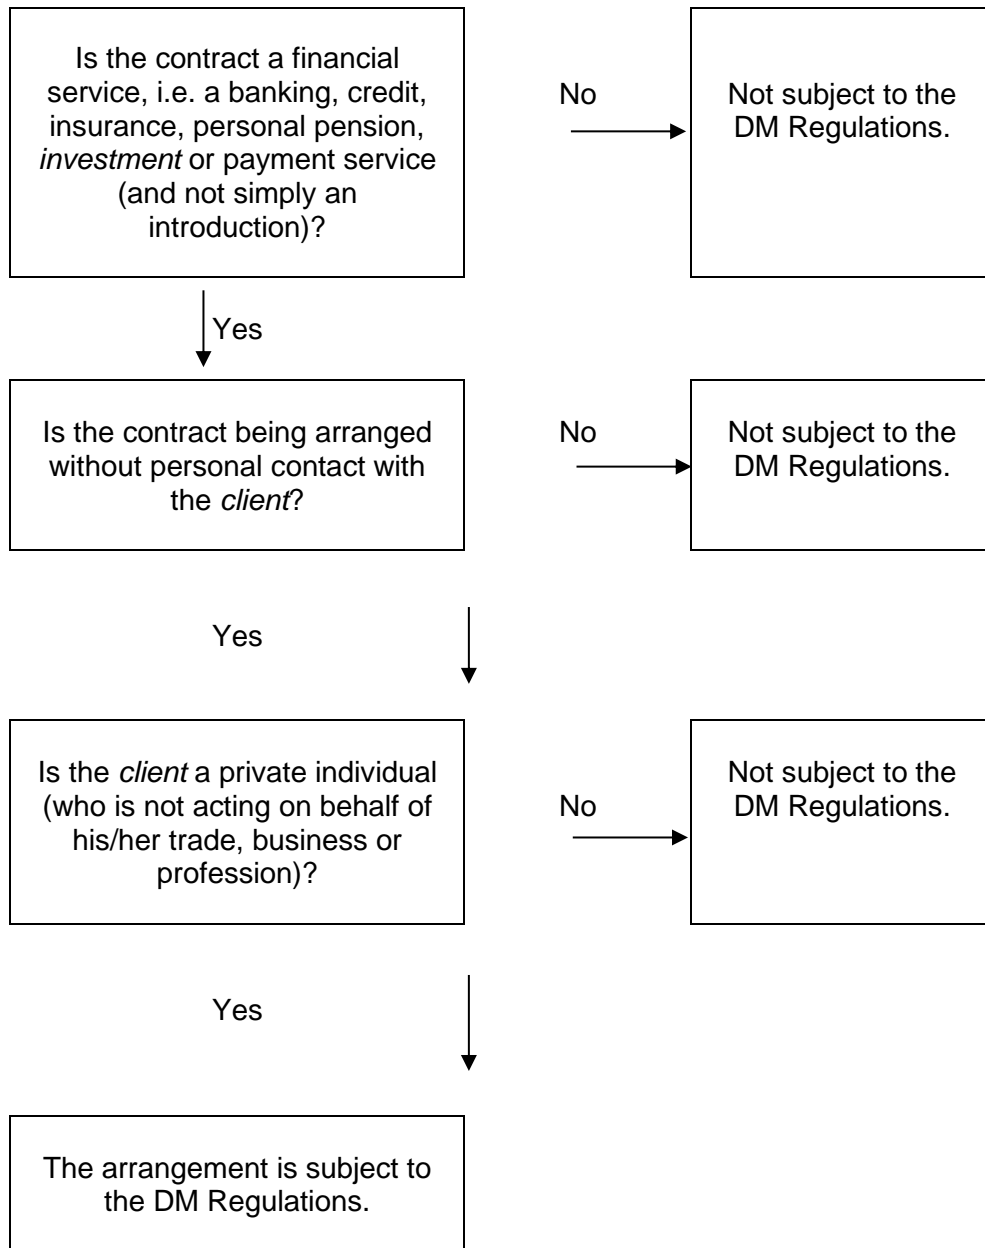 Is the contract a financial
service, i.e. a banking, credit,
insurance, personal pension,
investment or payment service
(and not simply an
introduction)?
No
Not subject to the
DM Regulations.
Yes
Is the contract being arranged
without personal contact with
the client?
No
Not subject to the
DM Regulations.
Yes
Is the client a private individual
(who is not acting on behalf of
his/her trade, business or
profession)?
No
Not subject to the
DM Regulations.
Yes
The arrangement is subject to
the DM Regulations.